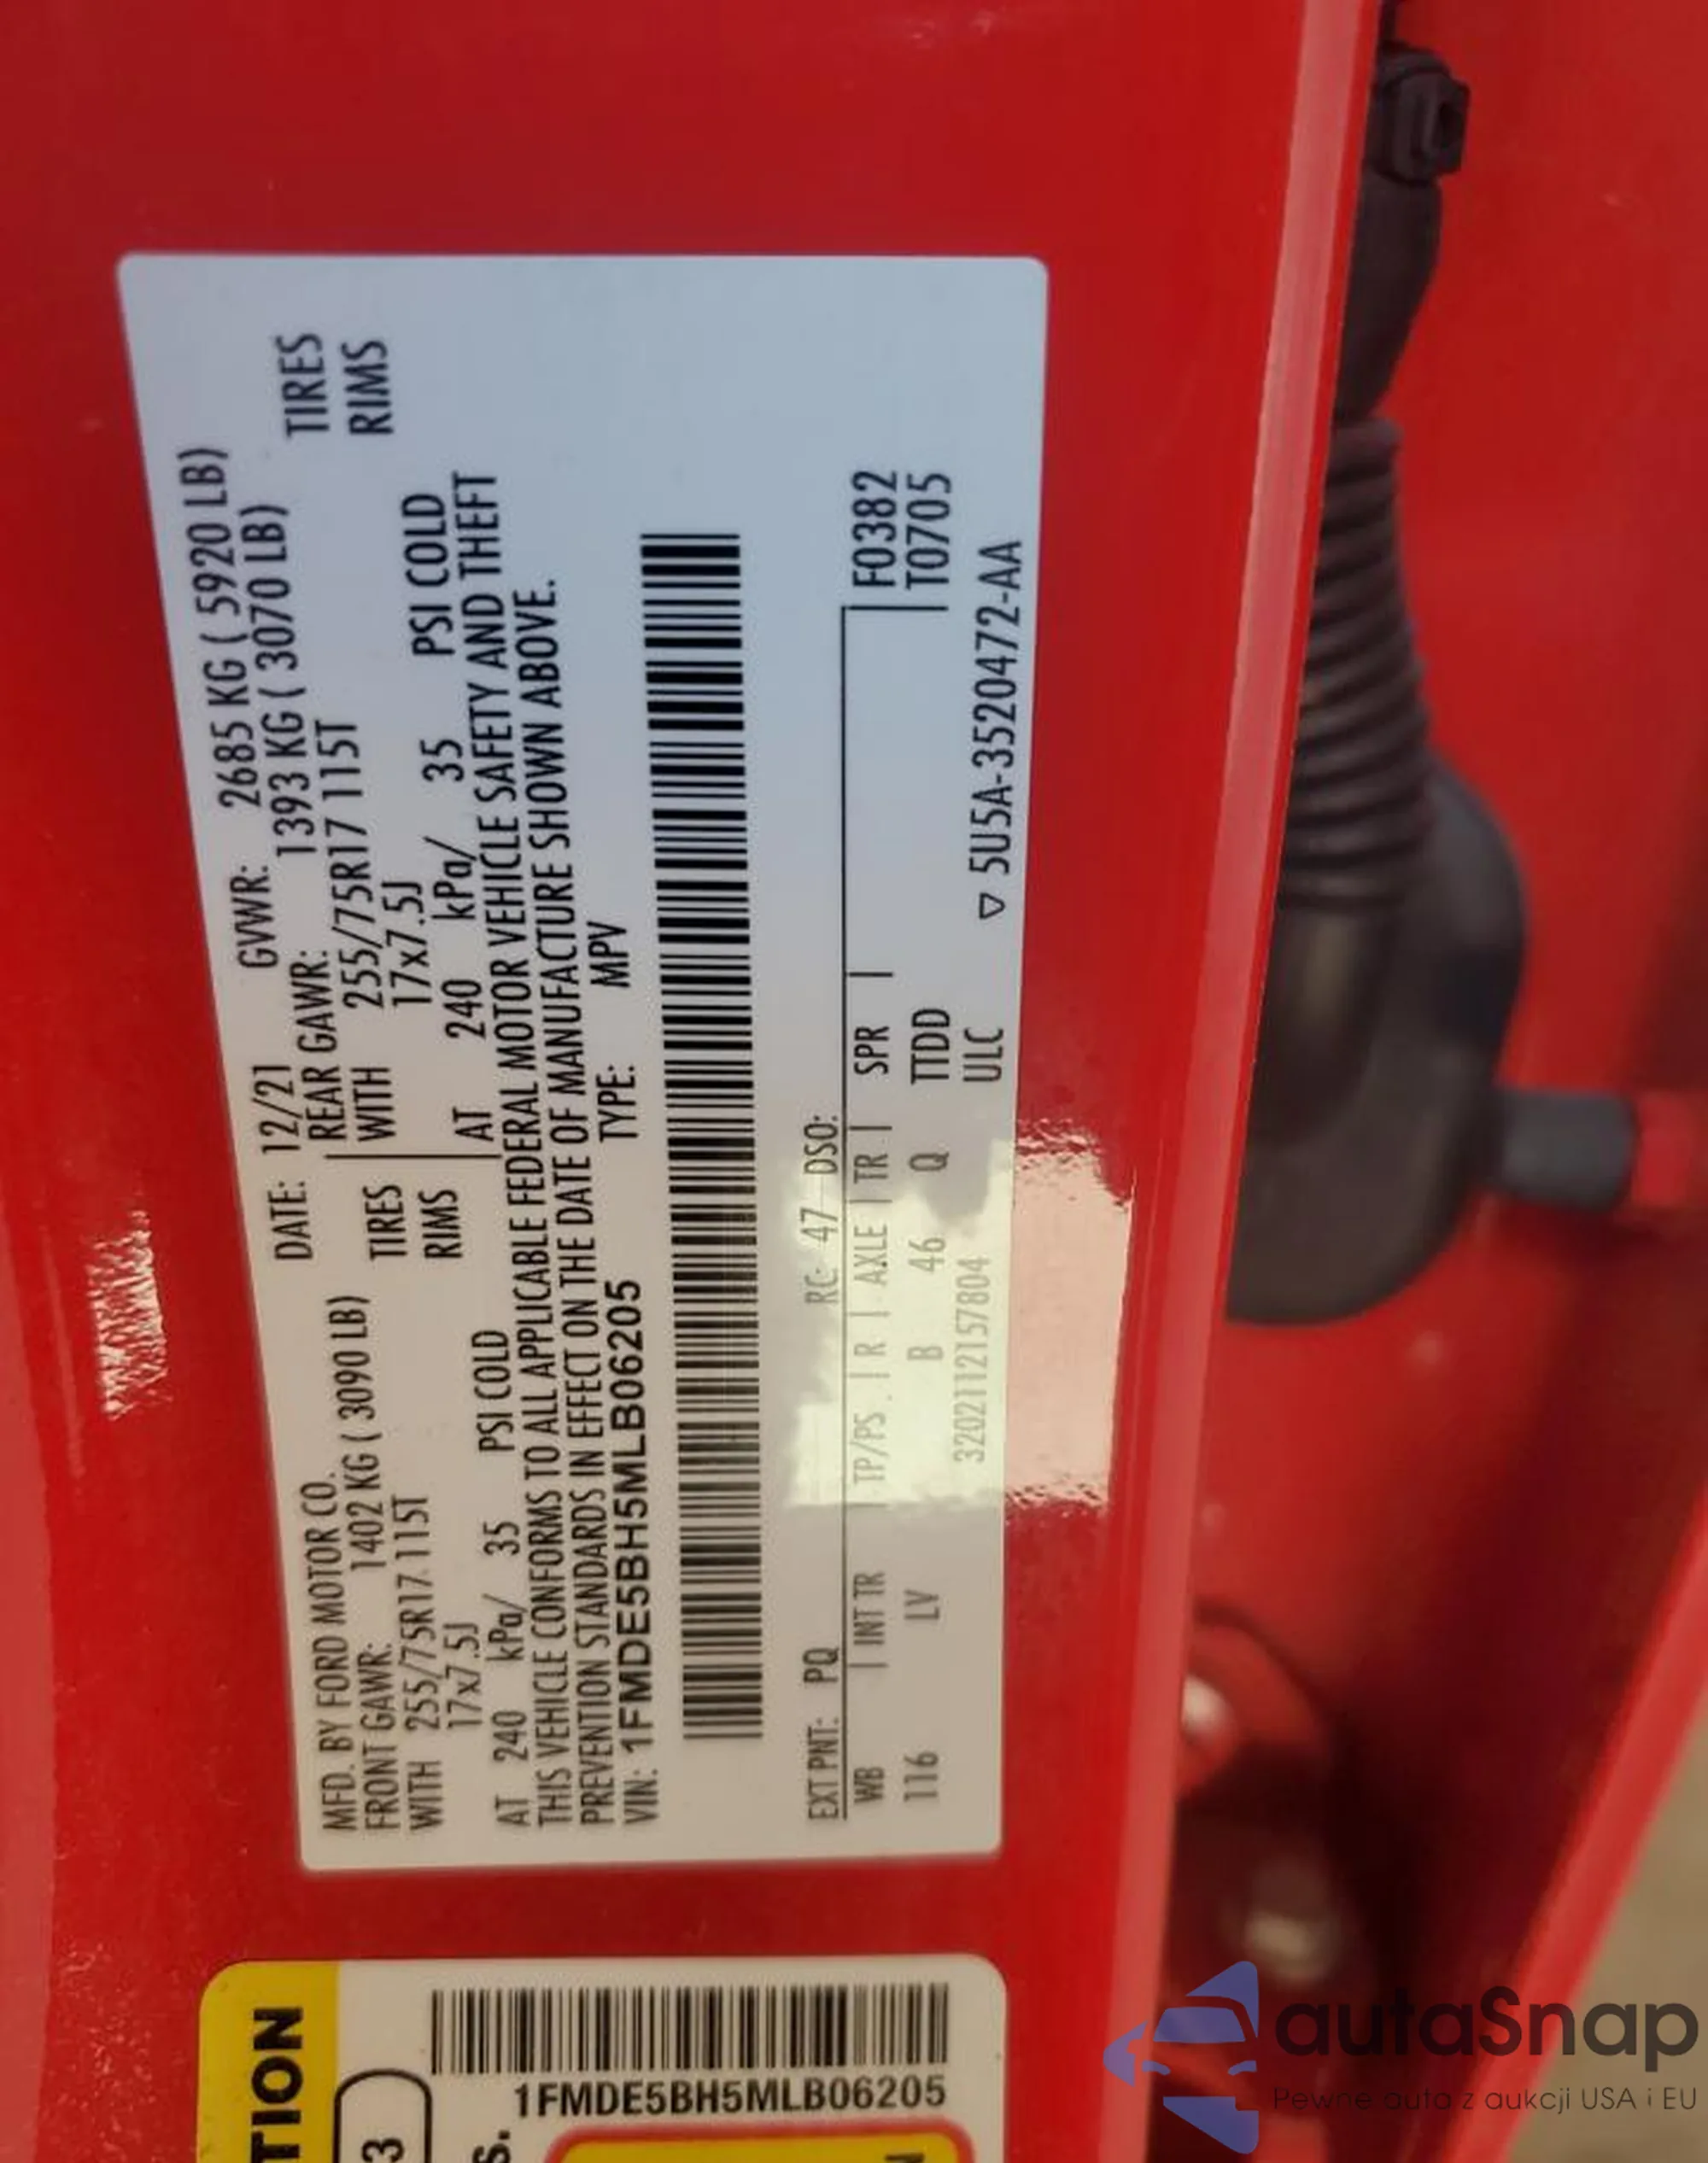 MFD. BY FORD MOTOR CO. DATE: 12/21 GVWR: 2685 KG ( 5920 LB)
FRONT GAWR: 1402 KG ( 3090 LB) REAR GAWR: 1393 KG ( 3070 LB)
WITH 255/75R17 115T TIRES WITH 255/75R17 115T TIRES
17x7.5J RIMS 17x7.5J RIMS
AT 240 kPa/ 35 PSI COLD AT 240 kPa/ 35 PSI COLD
THIS VEHICLE CONFORMS TO ALL APPLICABLE FEDERAL MOTOR VEHICLE SAFETY AND THEFT
PREVENTION STANDARDS IN EFFECT ON THE DATE OF MANUFACTURE SHOWN ABOVE.
VIN: 1FMDE5BH5MLB06205 TYPE: MPV
EXT PNT: PQ RC: 47 DSO:
WB | INT TR | TP/PS | R | AXLE | TR | SPR | F0382
116 LV B 46 Q TTDD T0705
3202112157804 ULC ▽ 5U5A-3520472-AA
TION
3
1FMDE5BH5MLB06205
S.
N
autaSnap
Pewne auta z aukcji USA i EU